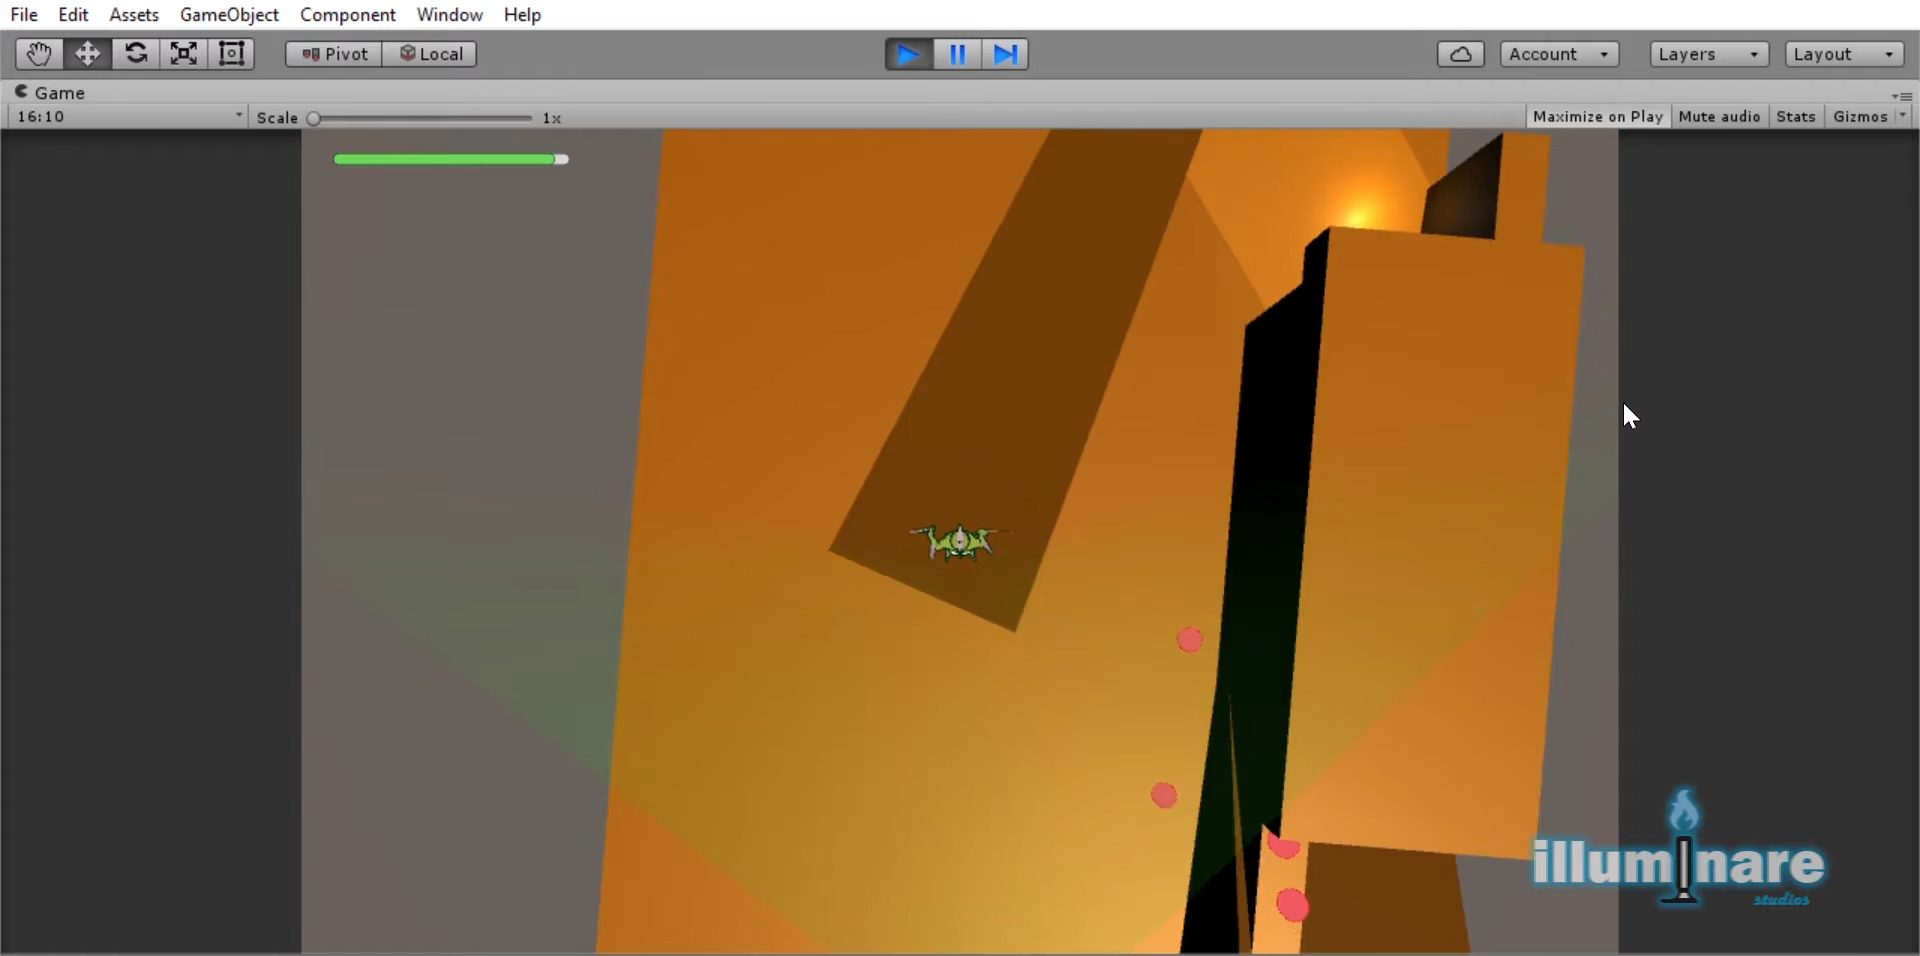 File Edit Assets GameObject Component Window Help
Pivot Local Account Layers Layout
Game
16:10 Scale 1x Maximize on Play Mute audio Stats Gizmos
illuminare
studios